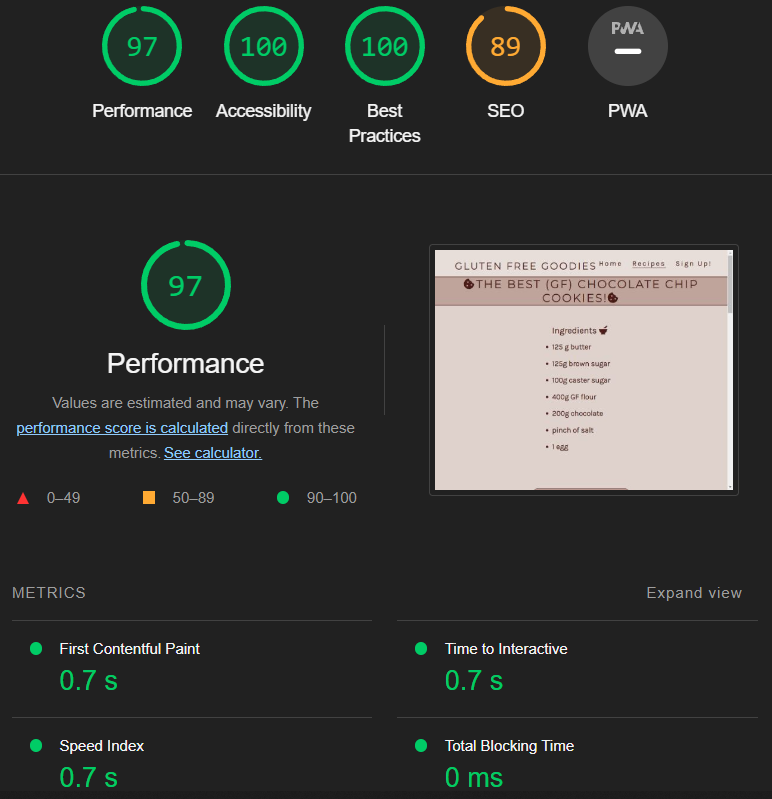 97 100 100 89 PWA
Performance Accessibility Best Practices SEO PWA
97
Performance
Values are estimated and may vary. The
performance score is calculated directly from these
metrics. See calculator.
0–49 50–89 90–100
GLUTEN FREE GOODIES Home Recipes Sign Up!
THE BEST (GF) CHOCOLATE CHIP
COOKIES!
Ingredients
• 125 g butter
• 125g brown sugar
• 100g caster sugar
• 400g GF flour
• 200g chocolate
• pinch of salt
• 1 egg
METRICS Expand view
First Contentful Paint
0.7 s
Time to Interactive
0.7 s
Speed Index
0.7 s
Total Blocking Time
0 ms